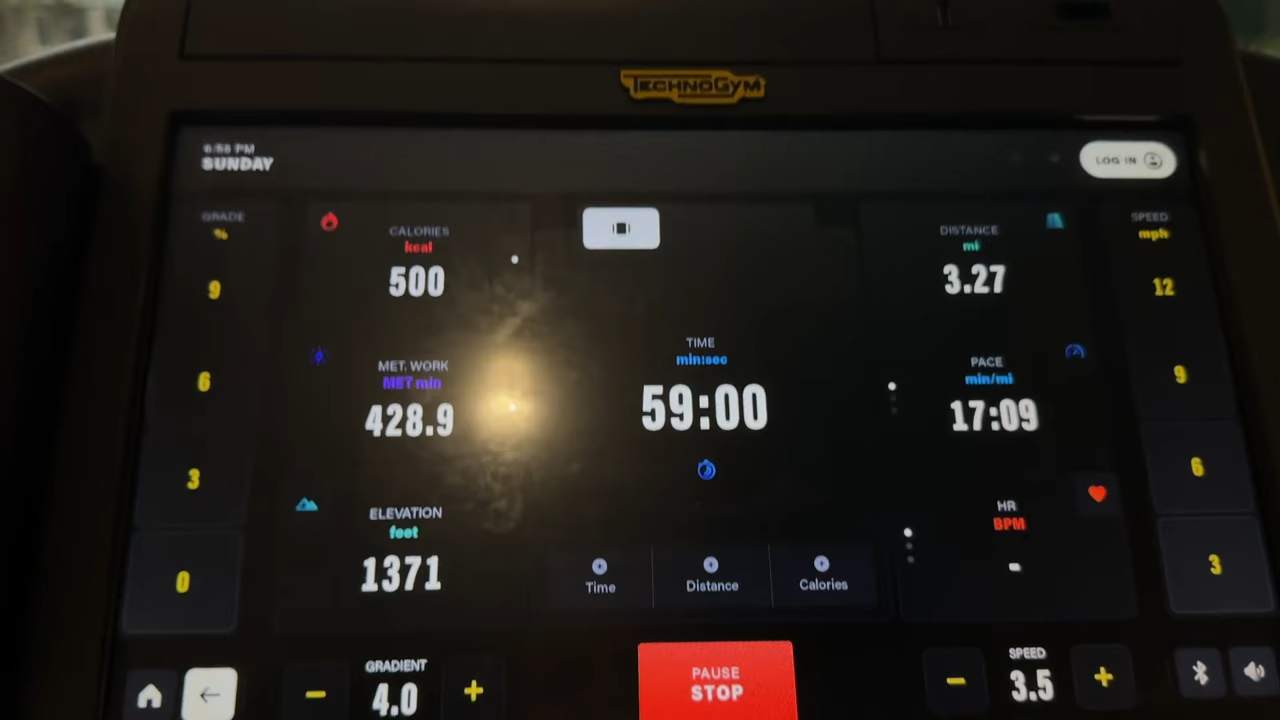 TECHNOGYM
6:58 PM
SUNDAY
LOG IN
GRADE
%
9
6
3
0
CALORIES
kcal
500
MET. WORK
MET min
428.9
ELEVATION
feet
1371
TIME
min:sec
59:00
Time
Distance
Calories
DISTANCE
mi
3.27
PACE
min/mi
17:09
HR
BPM
-
SPEED
mph
12
9
6
3
GRADIENT
- 4.0 +
PAUSE
STOP
SPEED
- 3.5 +